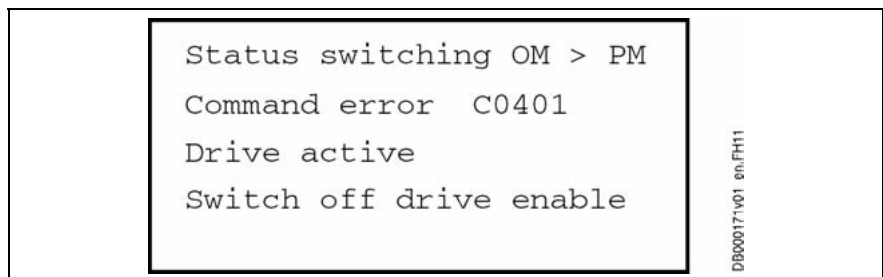 Status switching OM > PM
Command error C0401
Drive active
Switch off drive enable
DB000171v01_en.FH11